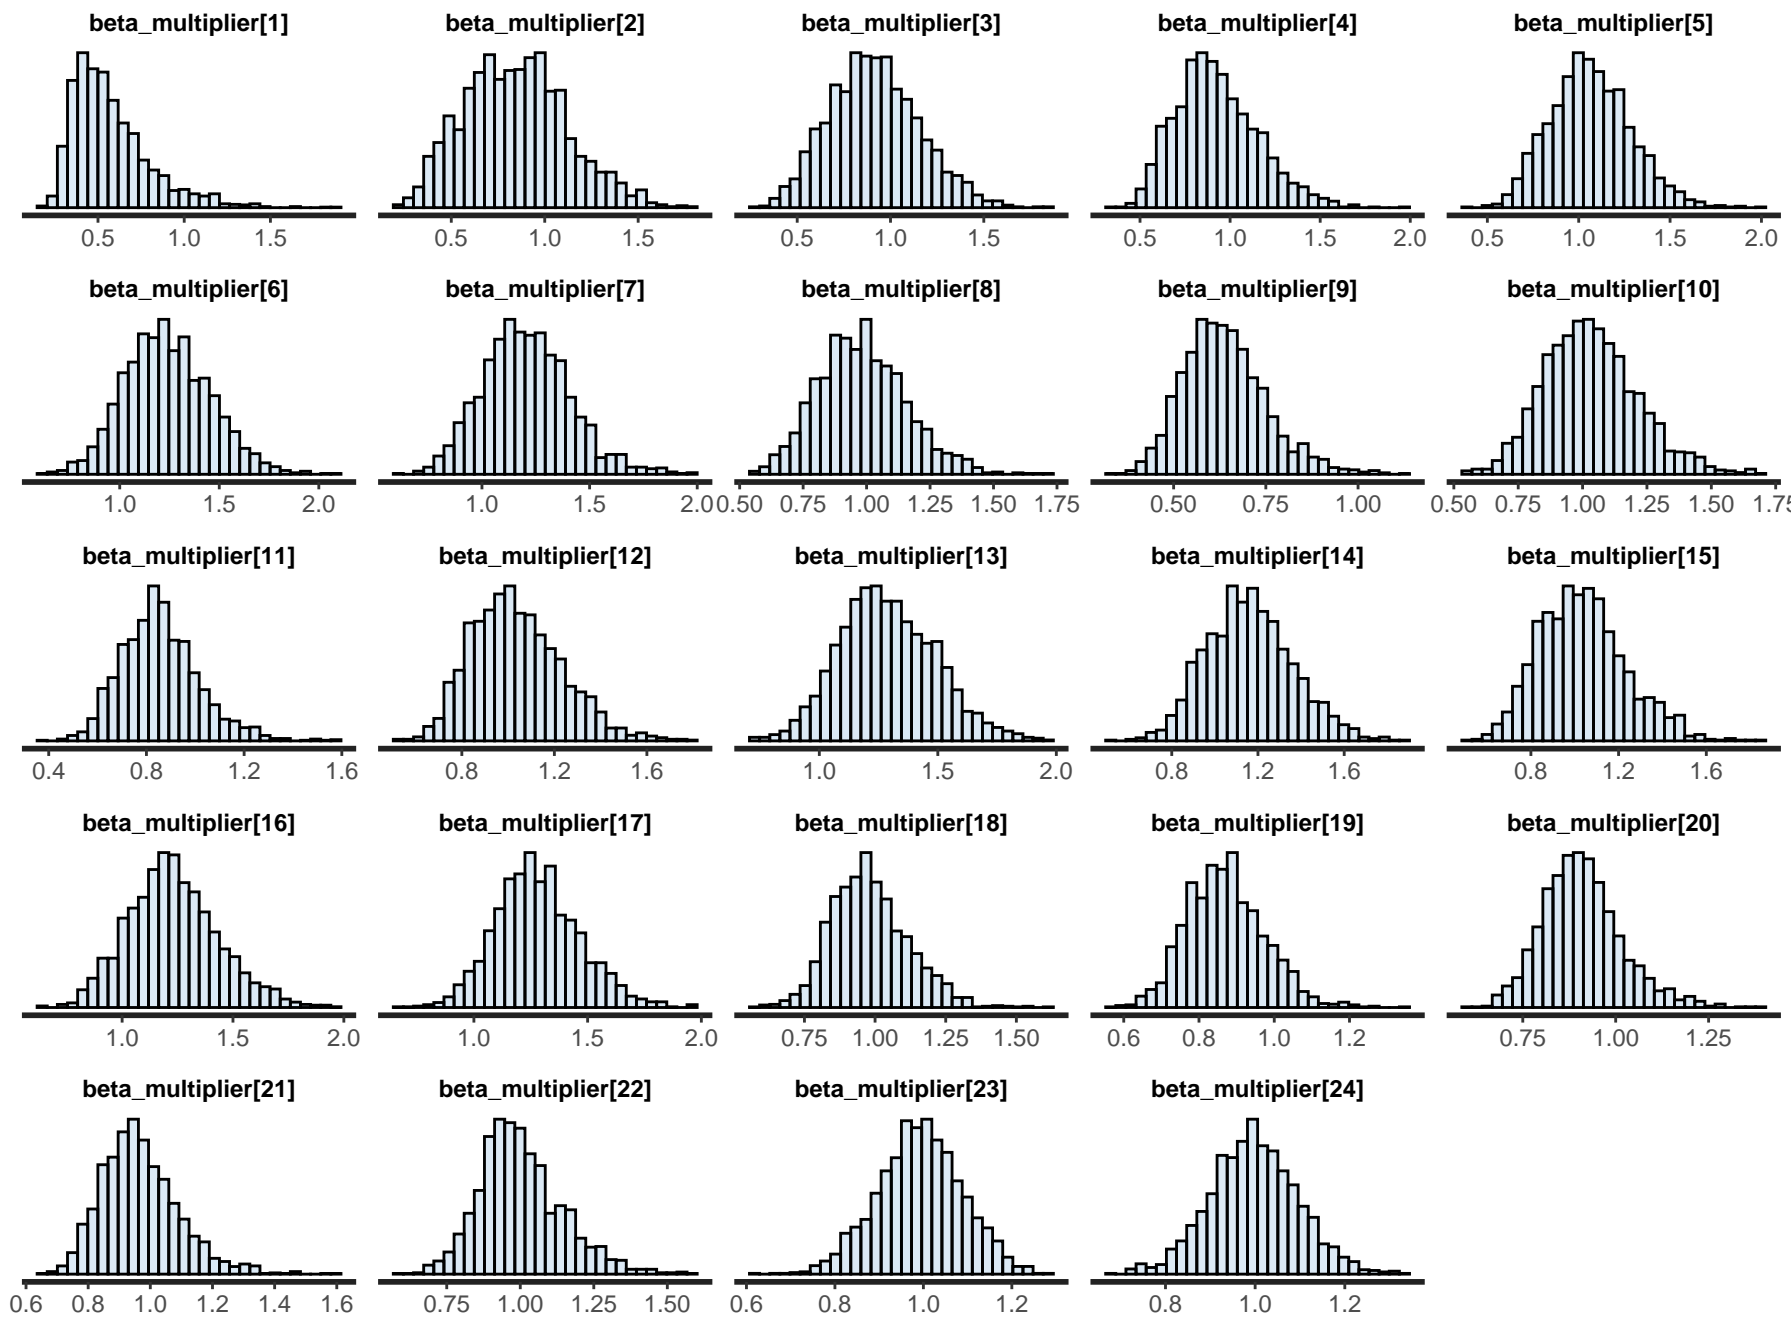 beta_multiplier[1] beta_multiplier[2] beta_multiplier[3] beta_multiplier[4] beta_multiplier[5]
0.5 1.0 1.5 0.5 1.0 1.5 0.5 1.0 1.5 0.5 1.0 1.5 2.0 0.5 1.0 1.5 2.0
beta_multiplier[6] beta_multiplier[7] beta_multiplier[8] beta_multiplier[9] beta_multiplier[10]
1.0 1.5 2.0 1.0 1.5 2.0 0.50 0.75 1.00 1.25 1.50 1.75 0.50 0.75 1.00 0.50 0.75 1.00 1.25 1.50 1.75
beta_multiplier[11] beta_multiplier[12] beta_multiplier[13] beta_multiplier[14] beta_multiplier[15]
0.4 0.8 1.2 1.6 0.8 1.2 1.6 1.0 1.5 2.0 0.8 1.2 1.6 0.8 1.2 1.6
beta_multiplier[16] beta_multiplier[17] beta_multiplier[18] beta_multiplier[19] beta_multiplier[20]
1.0 1.5 2.0 1.0 1.5 2.0 0.75 1.00 1.25 1.50 0.6 0.8 1.0 1.2 0.75 1.00 1.25
beta_multiplier[21] beta_multiplier[22] beta_multiplier[23] beta_multiplier[24]
0.6 0.8 1.0 1.2 1.4 1.6 0.75 1.00 1.25 1.50 0.6 0.8 1.0 1.2 0.8 1.0 1.2